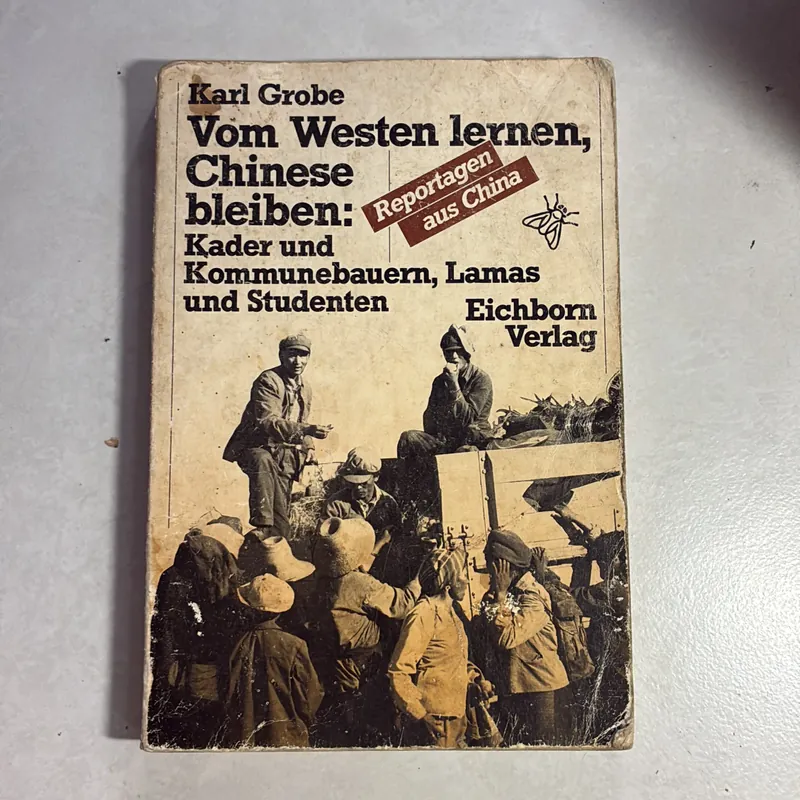 Karl Grobe
Vom Westen lernen,
Chinese
bleiben:
Reportagen
aus China
Kader und
Kommunebauern, Lamas
und Studenten
Eichborn
Verlag